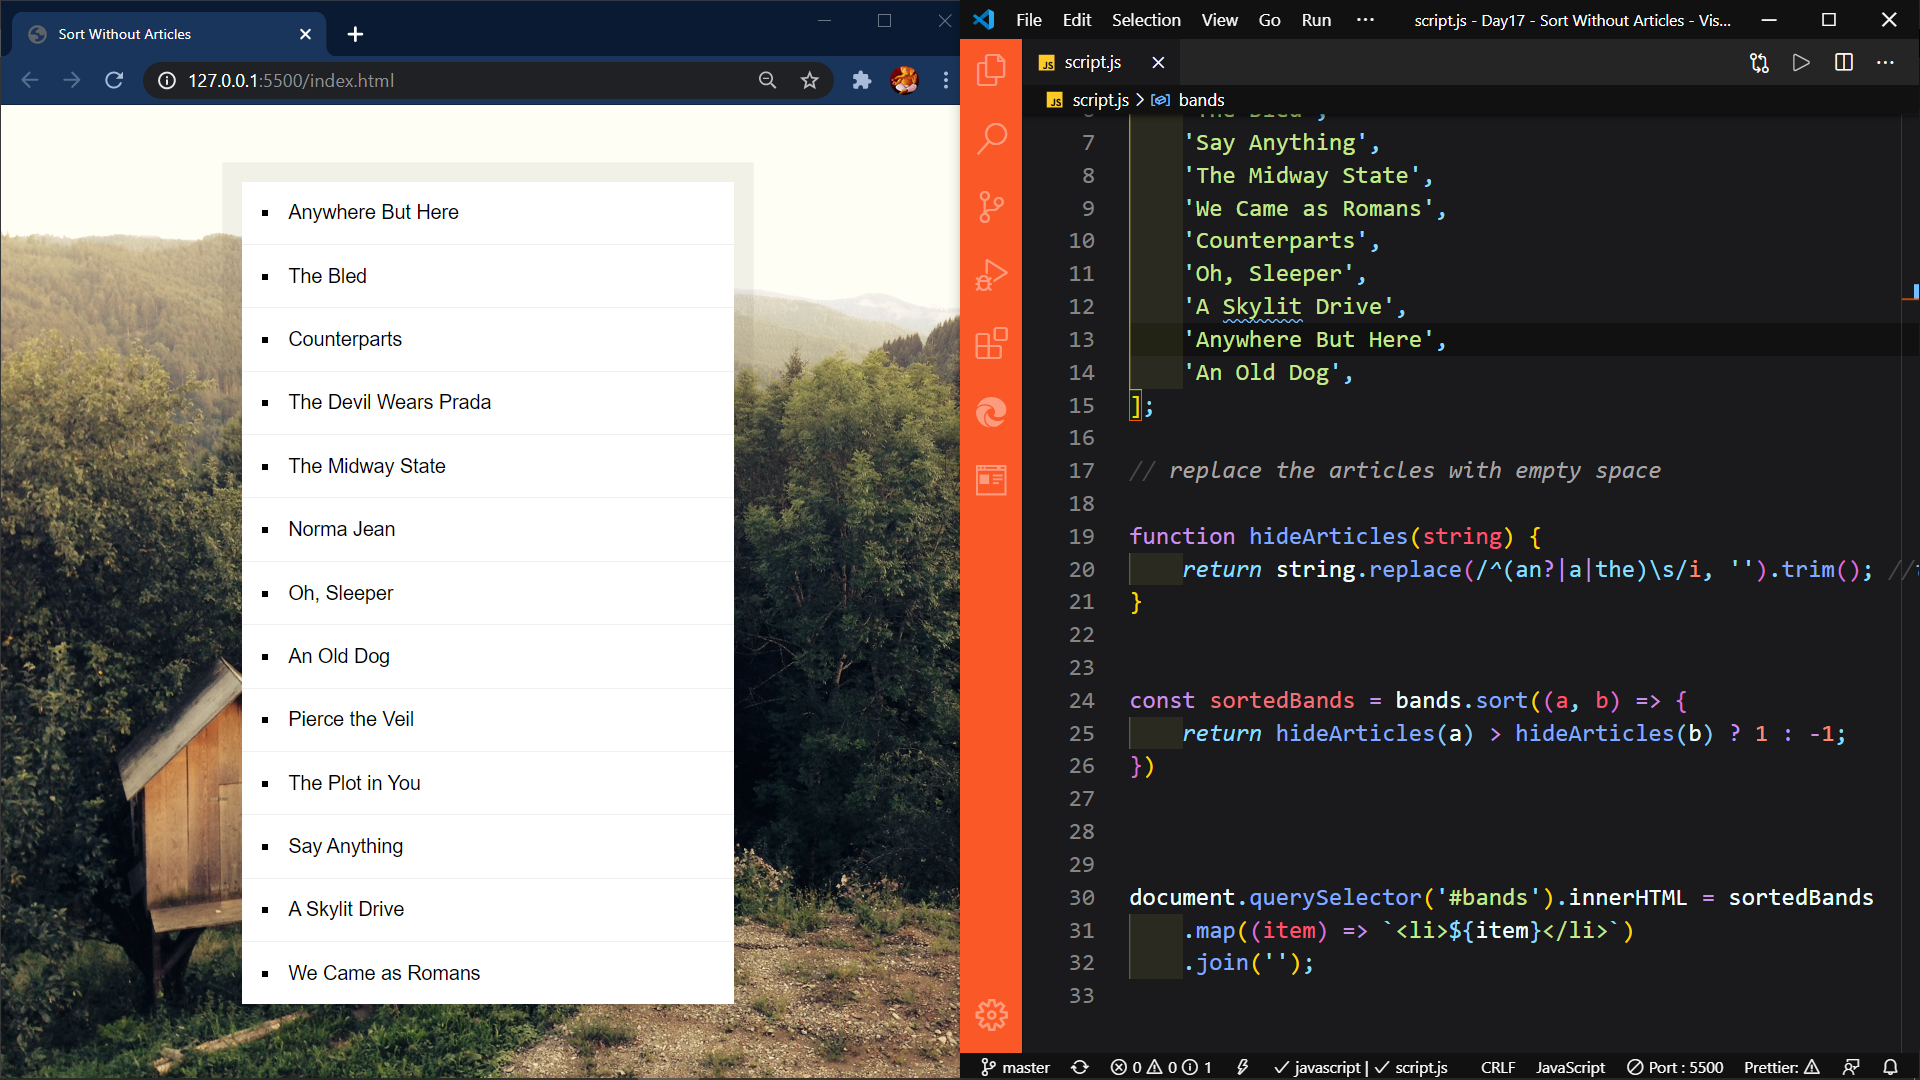 Sort Without Articles
127.0.0.1:5500/index.html
Anywhere But Here
The Bled
Counterparts
The Devil Wears Prada
The Midway State
Norma Jean
Oh, Sleeper
An Old Dog
Pierce the Veil
The Plot in You
Say Anything
A Skylit Drive
We Came as Romans
File Edit Selection View Go Run ··· script.js - Day17 - Sort Without Articles - Vis...
JS script.js
JS script.js > bands
'The Bled',
7 'Say Anything',
8 'The Midway State',
9 'We Came as Romans',
10 'Counterparts',
11 'Oh, Sleeper',
12 'A Skylit Drive',
13 'Anywhere But Here',
14 'An Old Dog',
15 ];
16
17 // replace the articles with empty space
18
19 function hideArticles(string) {
20 return string.replace(/^(an?|a|the)\s/i, '').trim(); //
21 }
22
23
24 const sortedBands = bands.sort((a, b) => {
25 return hideArticles(a) > hideArticles(b) ? 1 : -1;
26 })
27
28
29
30 document.querySelector('#bands').innerHTML = sortedBands
31 .map((item) => `<li>${item}</li>`)
32 .join('');
33
master 0 0 1 javascript | script.js CRLF JavaScript Port : 5500 Prettier: